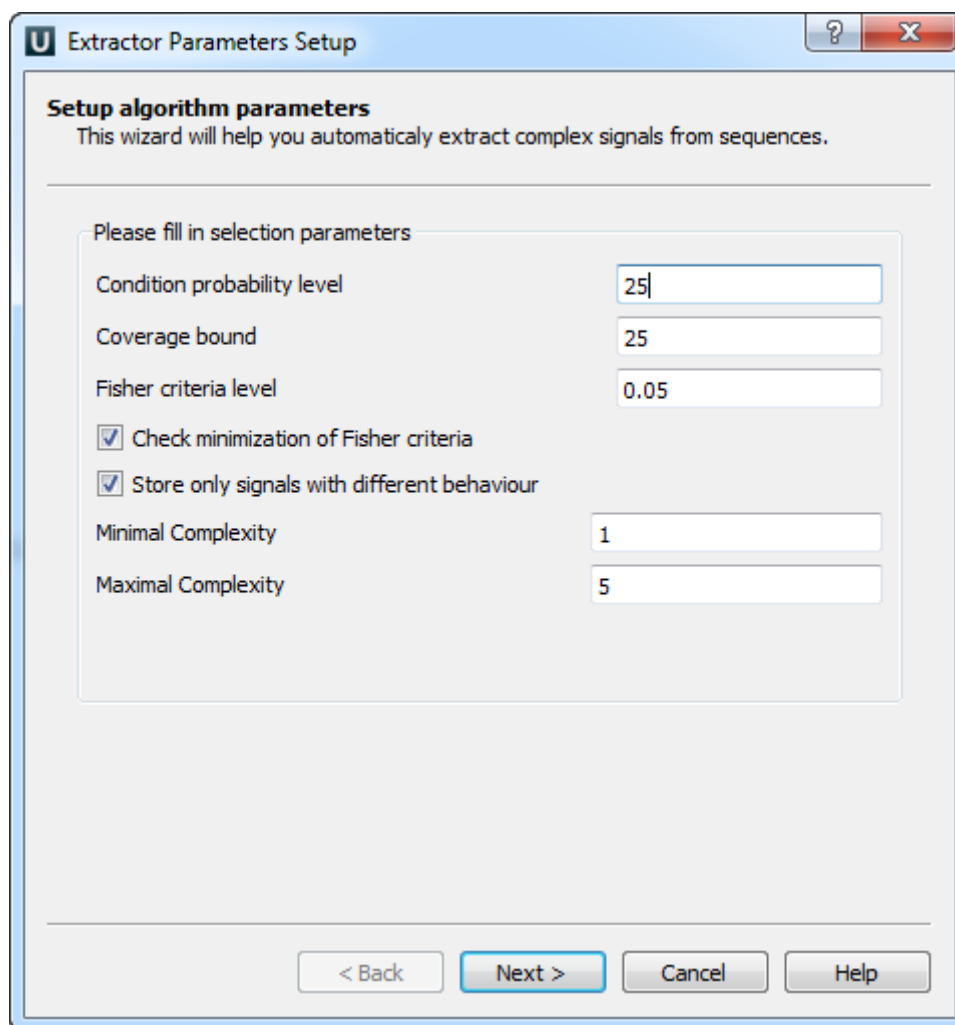 U Extractor Parameters Setup ? X
Setup algorithm parameters
This wizard will help you automaticaly extract complex signals from sequences.
Please fill in selection parameters
Condition probability level 25
Coverage bound 25
Fisher criteria level 0.05
Check minimization of Fisher criteria
Store only signals with different behaviour
Minimal Complexity 1
Maximal Complexity 5
< Back Next > Cancel Help